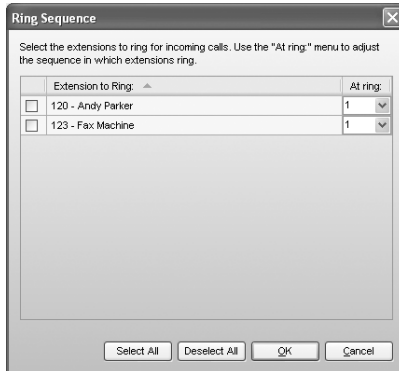 Ring Sequence
Select the extensions to ring for incoming calls. Use the "At ring:" menu to adjust
the sequence in which extensions ring.
Extension to Ring: At ring:
120 - Andy Parker 1
123 - Fax Machine 1
Select All Deselect All OK Cancel